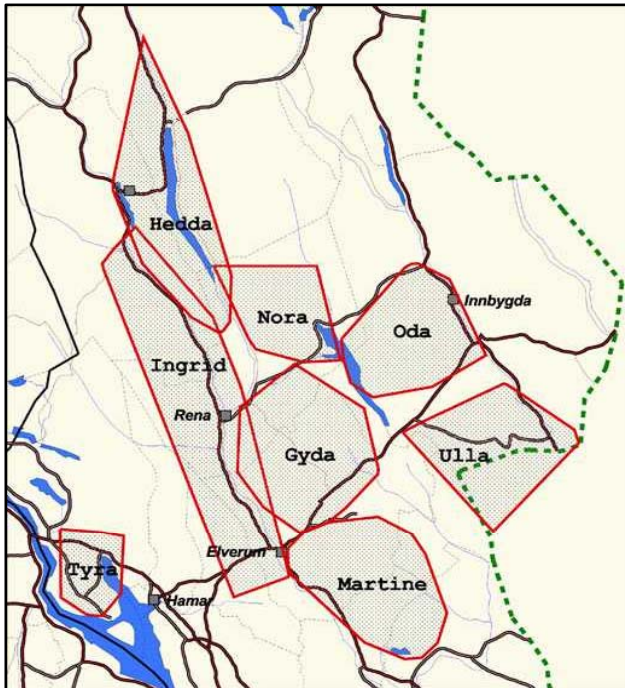 Hedda
Nora
Innbygda
Oda
Ingrid
Rena
Gyda
Ulla
Elverum
Tyra
Martine
Hamar